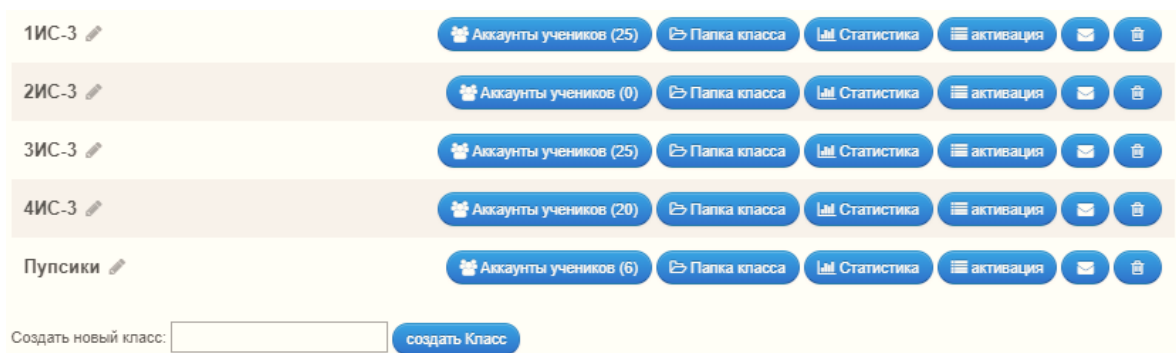 1ИС-3 Аккаунты учеников (25) Папка класса Статистика активация
2ИС-3 Аккаунты учеников (0) Папка класса Статистика активация
3ИС-3 Аккаунты учеников (25) Папка класса Статистика активация
4ИС-3 Аккаунты учеников (20) Папка класса Статистика активация
Пупсики Аккаунты учеников (6) Папка класса Статистика активация
Создать новый класс: создать Класс